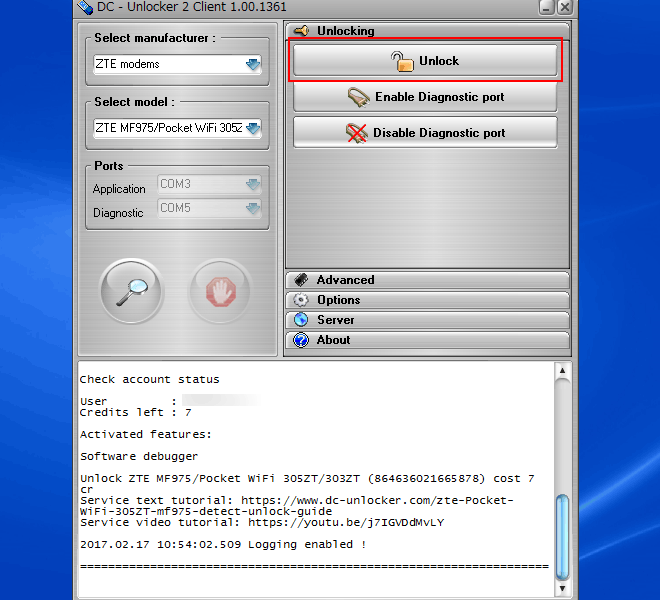 DC - Unlocker 2 Client 1.00.1361
Select manufacturer :
ZTE modems
Select model :
ZTE MF975/Pocket WiFi 305Z
Ports
Application COM3
Diagnostic COM5
Unlocking
Unlock
Enable Diagnostic port
Disable Diagnostic port
Advanced
Options
Server
About
Check account status
User :
Credits left : 7
Activated features:
Software debugger
Unlock ZTE MF975/Pocket WiFi 305ZT/303ZT (864636021665878) cost 7
cr
Service text tutorial: https://www.dc-unlocker.com/zte-Pocket-
WiFi-305ZT-mf975-detect-unlock-guide
Service video tutorial: https://youtu.be/j7IGVDdMvLY
2017.02.17 10:54:02.509 Logging enabled !
===================================================================